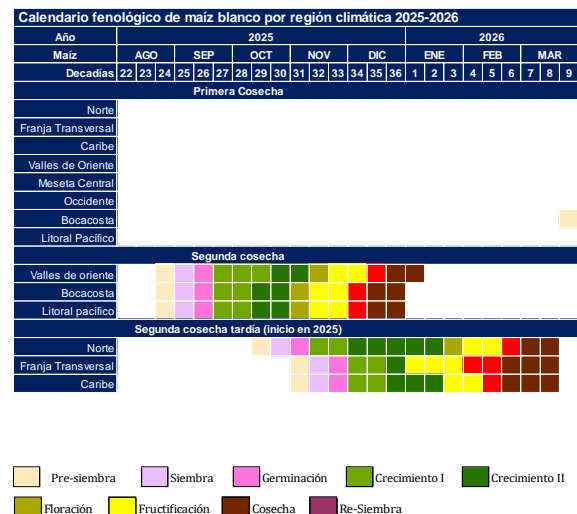 Calendario fenológico de maíz blanco por región climática 2025-2026
Año 2025 2026
Maíz AGO SEP OCT NOV DIC ENE FEB MAR
Decadías 22 23 24 25 26 27 28 29 30 31 32 33 34 35 36 1 2 3 4 5 6 7 8 9
Primera Cosecha
Norte
Franja Transversal
Caribe
Valles de Oriente
Meseta Central
Occidente
Bocacosta
Litoral Pacífico
Segunda cosecha
Valles de oriente
Bocacosta
Litoral pacífico
Segunda cosecha tardía (inicio en 2025)
Norte
Franja Transversal
Caribe
Pre-siembra Siembra Germinación Crecimiento I Crecimiento II
Floración Fructificación Cosecha Re-Siembra